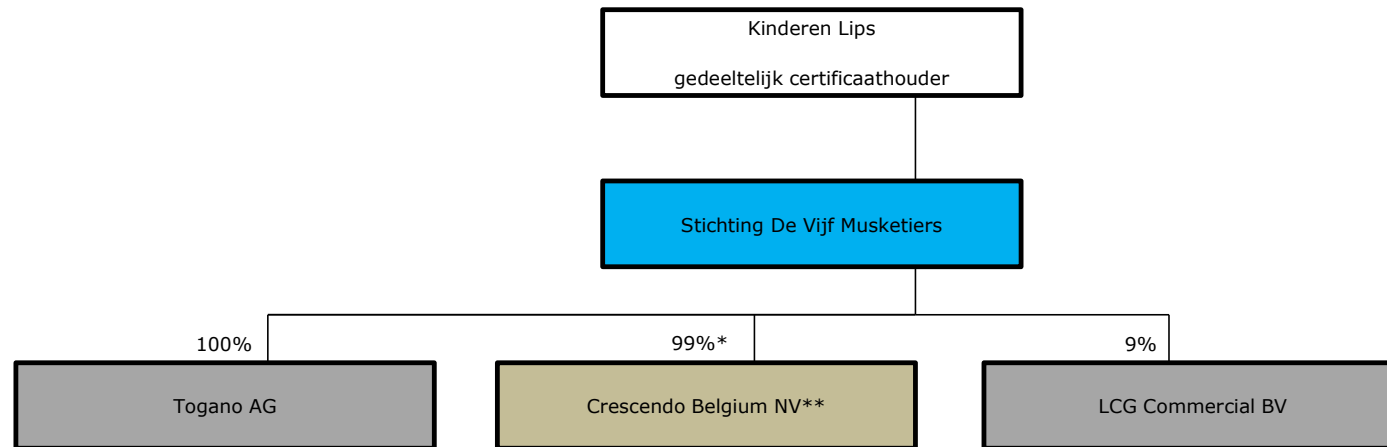 Kinderen Lips
gedeeltelijk certificaathouder
Stichting De Vijf Musketiers
100%
99%*
9%
Togano AG
Crescendo Belgium NV**
LCG Commercial BV